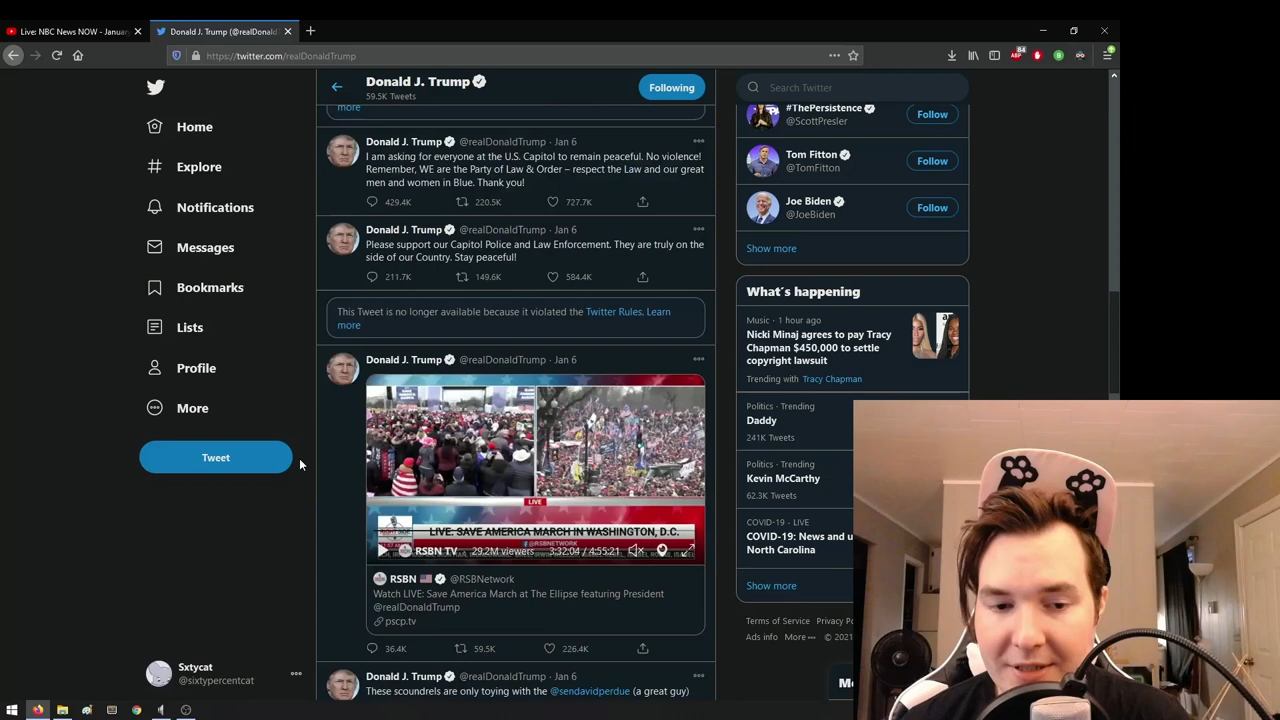 Live: NBC News NOW - Januar
Donald J. Trump (@realDonald
https://twitter.com/realDonaldTrump
84
ABP
Donald J. Trump
59.5K Tweets
Following
Search Twitter
Home
Explore
Notifications
Messages
Bookmarks
Lists
Profile
More
Tweet
Sxtycat
@sixtypercentcat
more
Donald J. Trump @realDonaldTrump · Jan 6
I am asking for everyone at the U.S. Capitol to remain peaceful. No violence!
Remember, WE are the Party of Law & Order – respect the Law and our great
men and women in Blue. Thank you!
429.4K 220.5K 727.7K
Donald J. Trump @realDonaldTrump · Jan 6
Please support our Capitol Police and Law Enforcement. They are truly on the
side of our Country. Stay peaceful!
211.7K 149.6K 584.4K
This Tweet is no longer available because it violated the Twitter Rules. Learn
more
Donald J. Trump @realDonaldTrump · Jan 6
LIVE
LIVE: SAVE AMERICA MARCH IN WASHINGTON, D.C.
@RSBNETWORK
RSBN TV 29.2M viewers 3:32:04 / 4:55:21
RSBN @RSBNetwork
Watch LIVE: Save America March at The Ellipse featuring President
@realDonaldTrump
pscp.tv
36.4K 59.5K 226.4K
Donald J. Trump @realDonaldTrump · Jan 6
These scoundrels are only toying with the @sendavidperdue (a great guy)
#ThePersistence
@ScottPresler
Follow
Tom Fitton
@TomFitton
Follow
Joe Biden
@JoeBiden
Follow
Show more
What's happening
Music · 1 hour ago
Nicki Minaj agrees to pay Tracy
Chapman $450,000 to settle
copyright lawsuit
Trending with Tracy Chapman
Politics · Trending
Daddy
241K Tweets
Politics · Trending
Kevin McCarthy
62.3K Tweets
COVID-19 · LIVE
COVID-19: News and u
North Carolina
Show more
Terms of Service Privacy Po
Ads info More © 2021